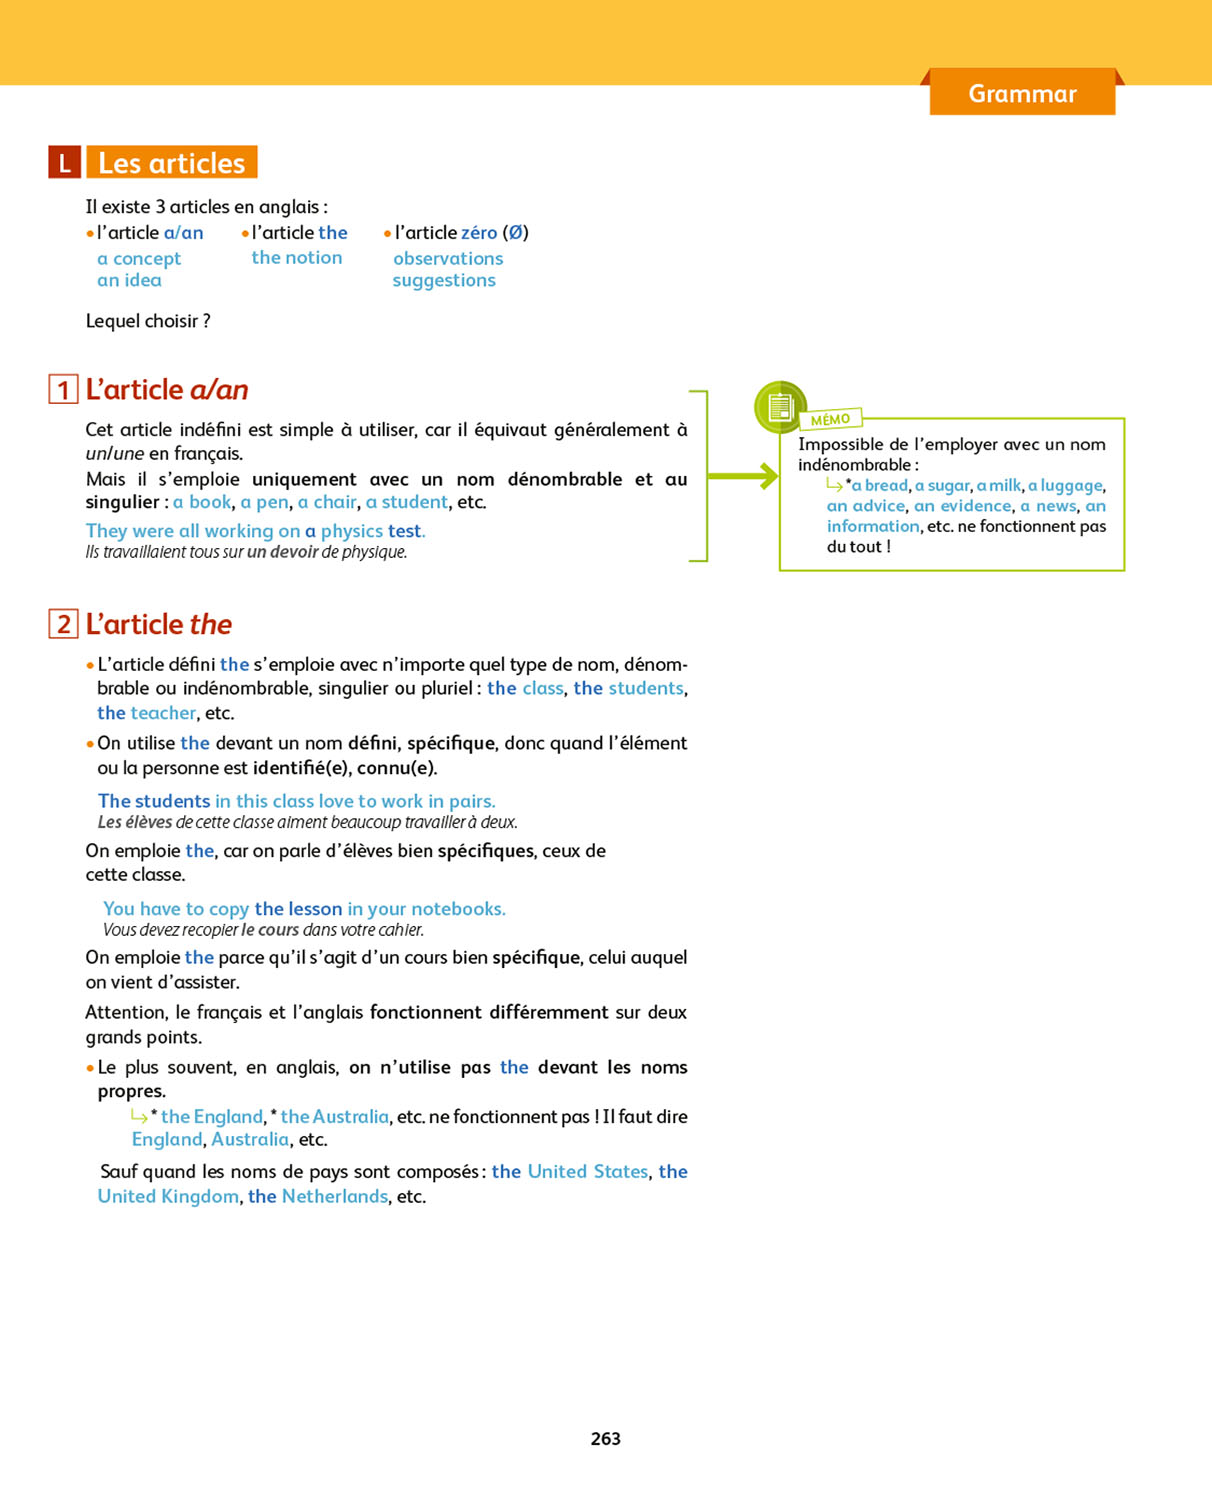 Grammar
L Les articles
Il existe 3 articles en anglais :
• l’article a/an • l’article the • l’article zéro (Ø)
a concept the notion observations
an idea suggestions
Lequel choisir ?
1 L’article a/an
Cet article indéfini est simple à utiliser, car il équivaut généralement à
un/une en français.
Mais il s’emploie uniquement avec un nom dénombrable et au
singulier : a book, a pen, a chair, a student, etc.
They were all working on a physics test.
Ils travaillaient tous sur un devoir de physique.
MÉMO
Impossible de l’employer avec un nom
indénombrable :
↳ *a bread, a sugar, a milk, a luggage,
an advice, an evidence, a news, an
information, etc. ne fonctionnent pas
du tout !
2 L’article the
• L’article défini the s’emploie avec n’importe quel type de nom, dénom-
brable ou indénombrable, singulier ou pluriel : the class, the students,
the teacher, etc.
• On utilise the devant un nom défini, spécifique, donc quand l’élément
ou la personne est identifié(e), connu(e).
The students in this class love to work in pairs.
Les élèves de cette classe aiment beaucoup travailler à deux.
On emploie the, car on parle d’élèves bien spécifiques, ceux de
cette classe.
You have to copy the lesson in your notebooks.
Vous devez recopier le cours dans votre cahier.
On emploie the parce qu’il s’agit d’un cours bien spécifique, celui auquel
on vient d’assister.
Attention, le français et l’anglais fonctionnent différemment sur deux
grands points.
• Le plus souvent, en anglais, on n’utilise pas the devant les noms
propres.
↳ * the England, * the Australia, etc. ne fonctionnent pas ! Il faut dire
England, Australia, etc.
Sauf quand les noms de pays sont composés : the United States, the
United Kingdom, the Netherlands, etc.
263